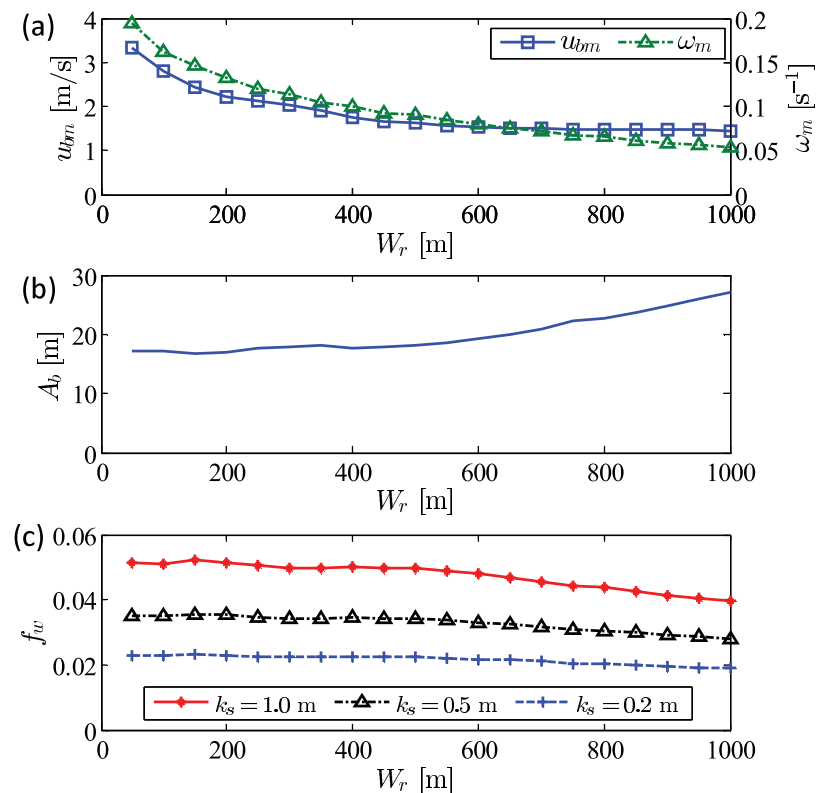 (a)
4
3
2
1
0
u_bm [m/s]
u_bm
ω_m
0.2
0.15
0.1
0.05
0
ω_m [s⁻¹]
0 200 400 600 800 1000
W_r [m]
(b)
30
20
10
0
A_b [m]
0 200 400 600 800 1000
W_r [m]
(c)
0.06
0.04
0.02
0
f_w
k_s = 1.0 m
k_s = 0.5 m
k_s = 0.2 m
0 200 400 600 800 1000
W_r [m]